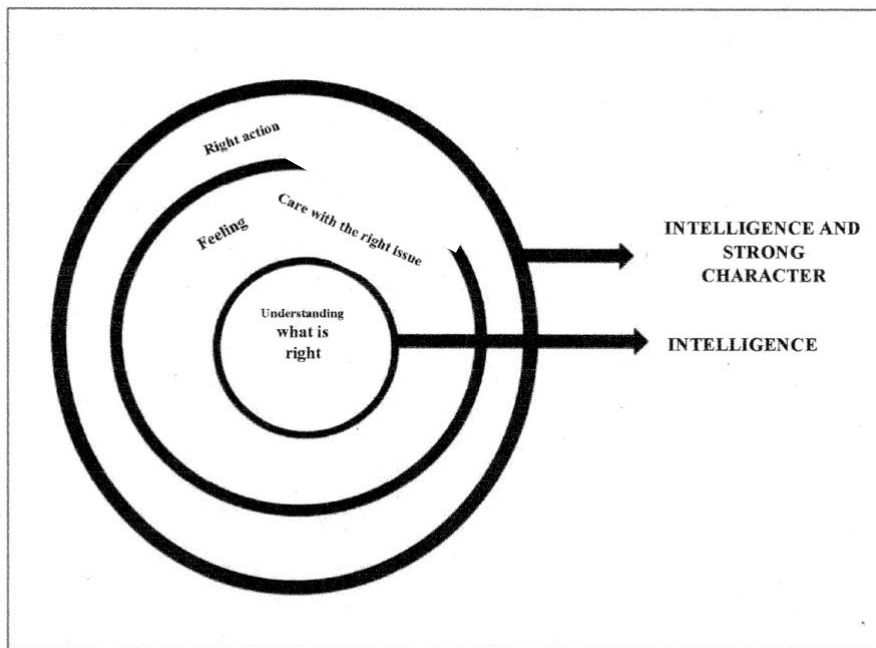 Right action
Feeling
Care with the right issue
Understanding
what is
right
INTELLIGENCE AND
STRONG
CHARACTER
INTELLIGENCE